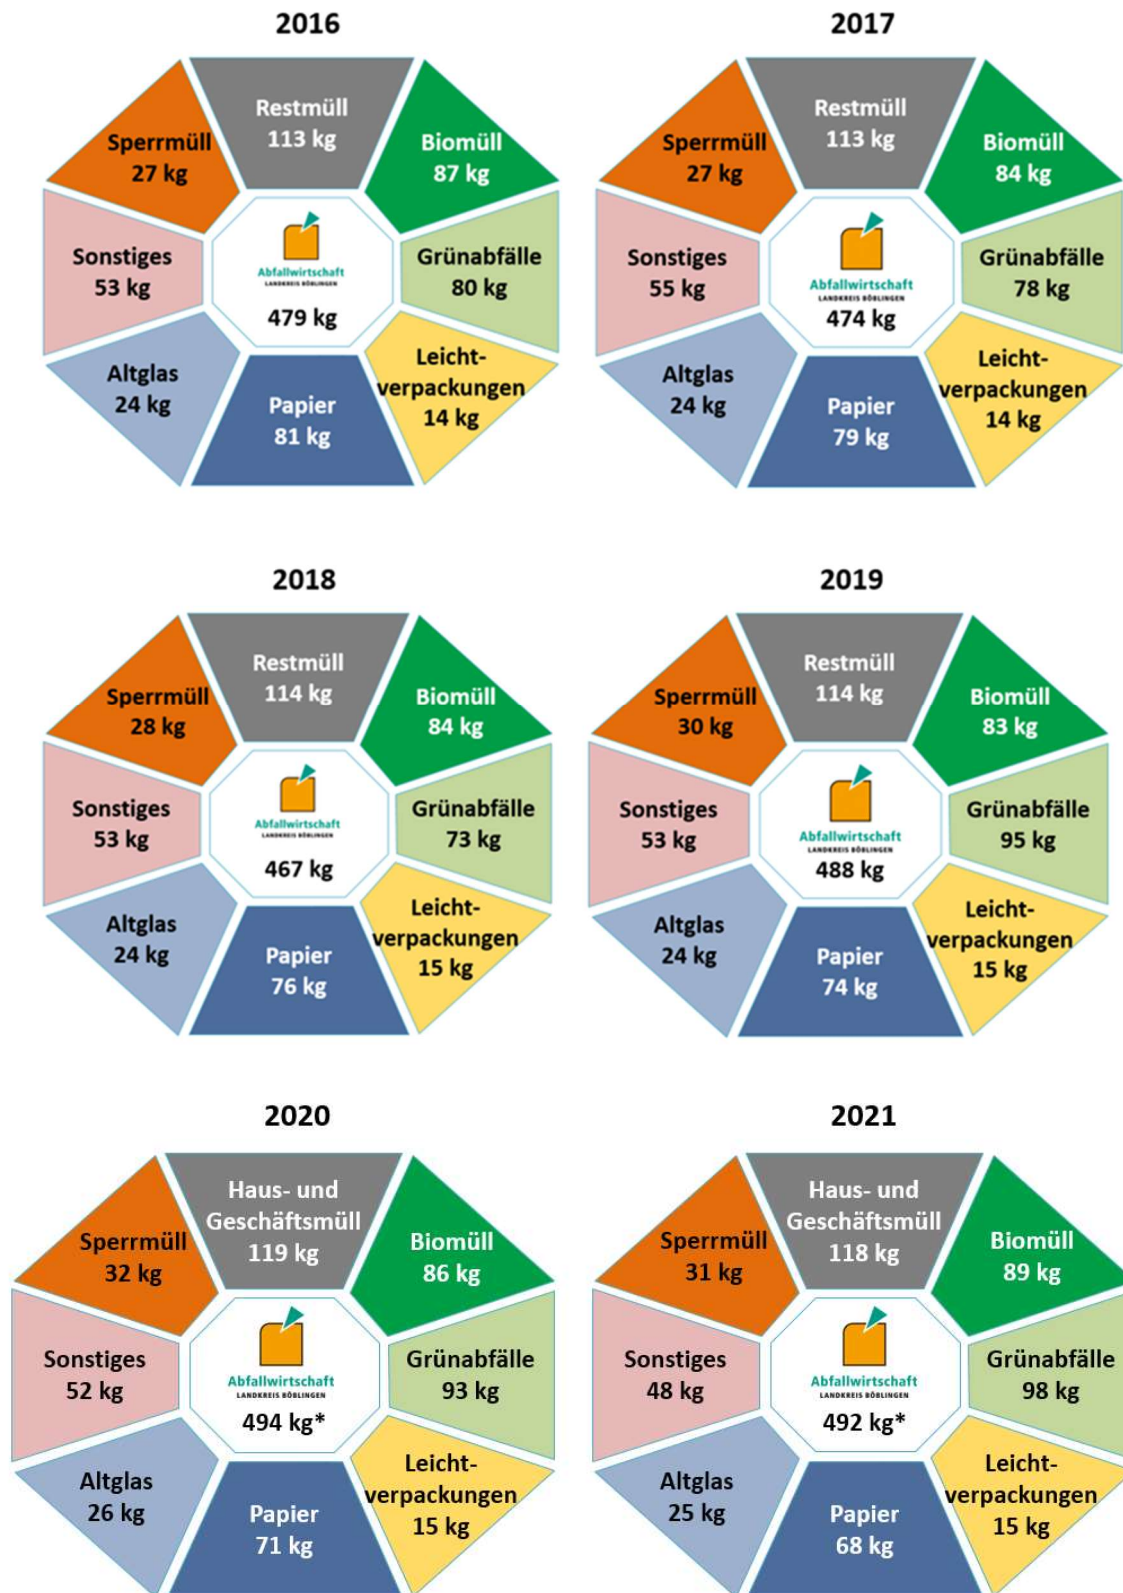 2016
Restmüll
113 kg
Sperrmüll
27 kg
Biomüll
87 kg
Sonstiges
53 kg
Abfallwirtschaft
LANDKREIS BÖBLINGEN
479 kg
Grünabfälle
80 kg
Altglas
24 kg
Papier
81 kg
Leicht-
verpackungen
14 kg
2017
Restmüll
113 kg
Sperrmüll
27 kg
Biomüll
84 kg
Sonstiges
55 kg
Abfallwirtschaft
LANDKREIS BÖBLINGEN
474 kg
Grünabfälle
78 kg
Altglas
24 kg
Papier
79 kg
Leicht-
verpackungen
14 kg
2018
Restmüll
114 kg
Sperrmüll
28 kg
Biomüll
84 kg
Sonstiges
53 kg
Abfallwirtschaft
LANDKREIS BÖBLINGEN
467 kg
Grünabfälle
73 kg
Altglas
24 kg
Papier
76 kg
Leicht-
verpackungen
15 kg
2019
Restmüll
114 kg
Sperrmüll
30 kg
Biomüll
83 kg
Sonstiges
53 kg
Abfallwirtschaft
LANDKREIS BÖBLINGEN
488 kg
Grünabfälle
95 kg
Altglas
24 kg
Papier
74 kg
Leicht-
verpackungen
15 kg
2020
Haus- und
Geschäftsmüll
119 kg
Sperrmüll
32 kg
Biomüll
86 kg
Sonstiges
52 kg
Abfallwirtschaft
LANDKREIS BÖBLINGEN
494 kg*
Grünabfälle
93 kg
Altglas
26 kg
Papier
71 kg
Leicht-
verpackungen
15 kg
2021
Haus- und
Geschäftsmüll
118 kg
Sperrmüll
31 kg
Biomüll
89 kg
Sonstiges
48 kg
Abfallwirtschaft
LANDKREIS BÖBLINGEN
492 kg*
Grünabfälle
98 kg
Altglas
25 kg
Papier
68 kg
Leicht-
verpackungen
15 kg